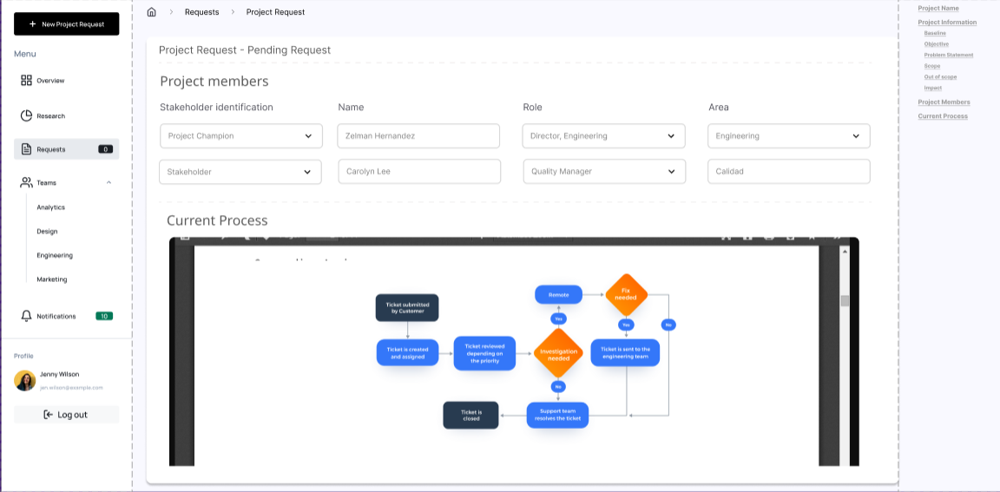 New Project Request
Menu
Overview
Research
Requests
0
Teams
Analytics
Design
Engineering
Marketing
Notifications
10
Profile
Jenny Wilson
jen.wilson@example.com
Log out
Requests
Project Request
Project Request - Pending Request
Project members
Stakeholder identification
Name
Role
Area
Project Champion
Zelman Hernandez
Director, Engineering
Engineering
Stakeholder
Carolyn Lee
Quality Manager
Calidad
Current Process
Ticket submitted
by Customer
Ticket is created
and assigned
Ticket reviewed
depending on
the priority
Investigation
needed
Yes
Remote
Fix
needed
Yes
No
Ticket is sent to the
engineering team
No
Support team
resolves the ticket
Ticket is
closed
Project Name
Project Information
Baseline
Objective
Problem Statement
Scope
Out of scope
Impact
Project Members
Current Process